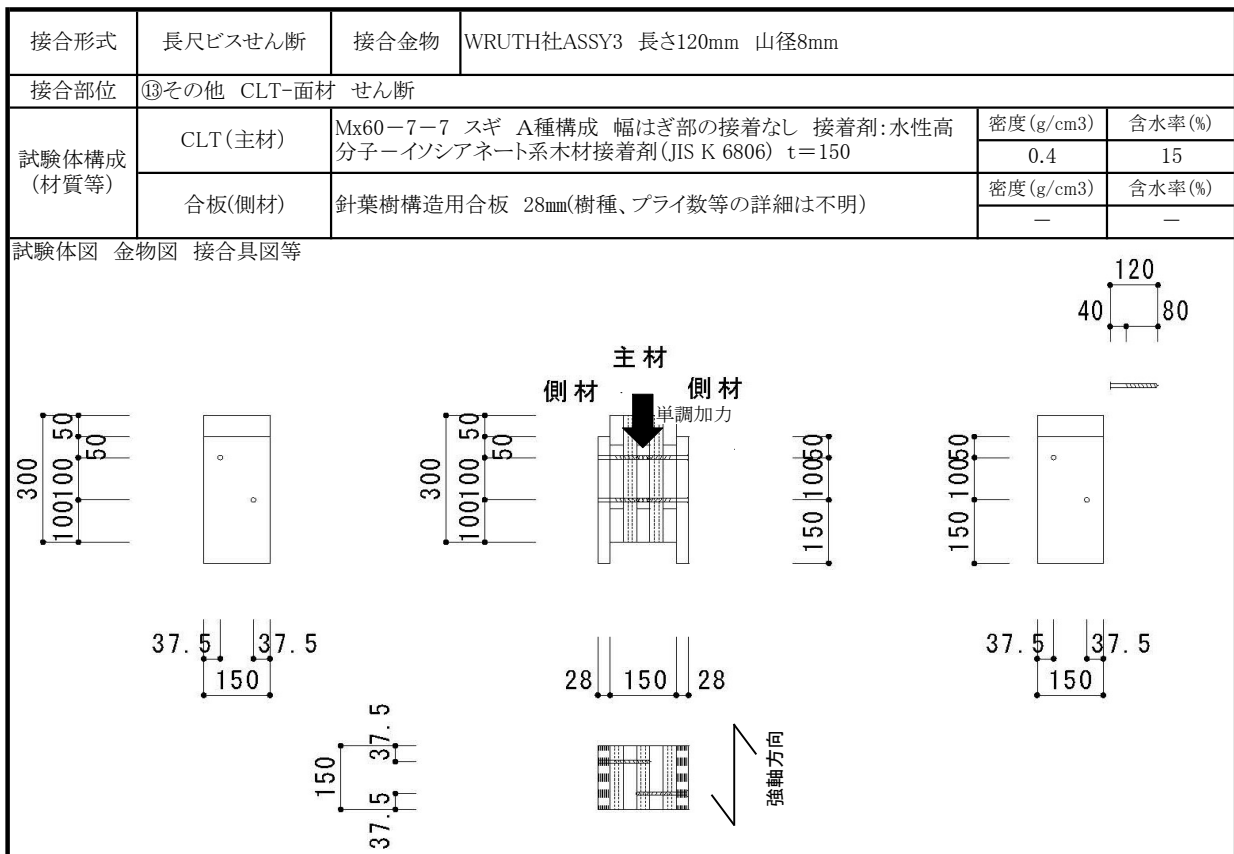 接合形式 長尺ビスせん断 接合金物 WRUTH社ASSY3 長さ120mm 山径8mm
接合部位 ⑬その他 CLT-面材 せん断
試験体構成
(材質等)
CLT(主材)
Mx60-7-7 スギ A種構成 幅はぎ部の接着なし 接着剤:水性高
分子-イソシアネート系木材接着剤(JIS K 6806) t=150
密度(g/cm3) 含水率(%)
0.4 15
合板(側材)
針葉樹構造用合板 28㎜(樹種、プライ数等の詳細は不明)
密度(g/cm3) 含水率(%)
- -
試験体図 金物図 接合具図等
120
40 80
主材
側材 側材
単調加力
300
50
50
100
100
300
50
50
100
100
50
100
150
50
50
100
150
37.5 37.5
150
28 150 28
37.5 37.5
150
150
37.5
37.5
強軸方向